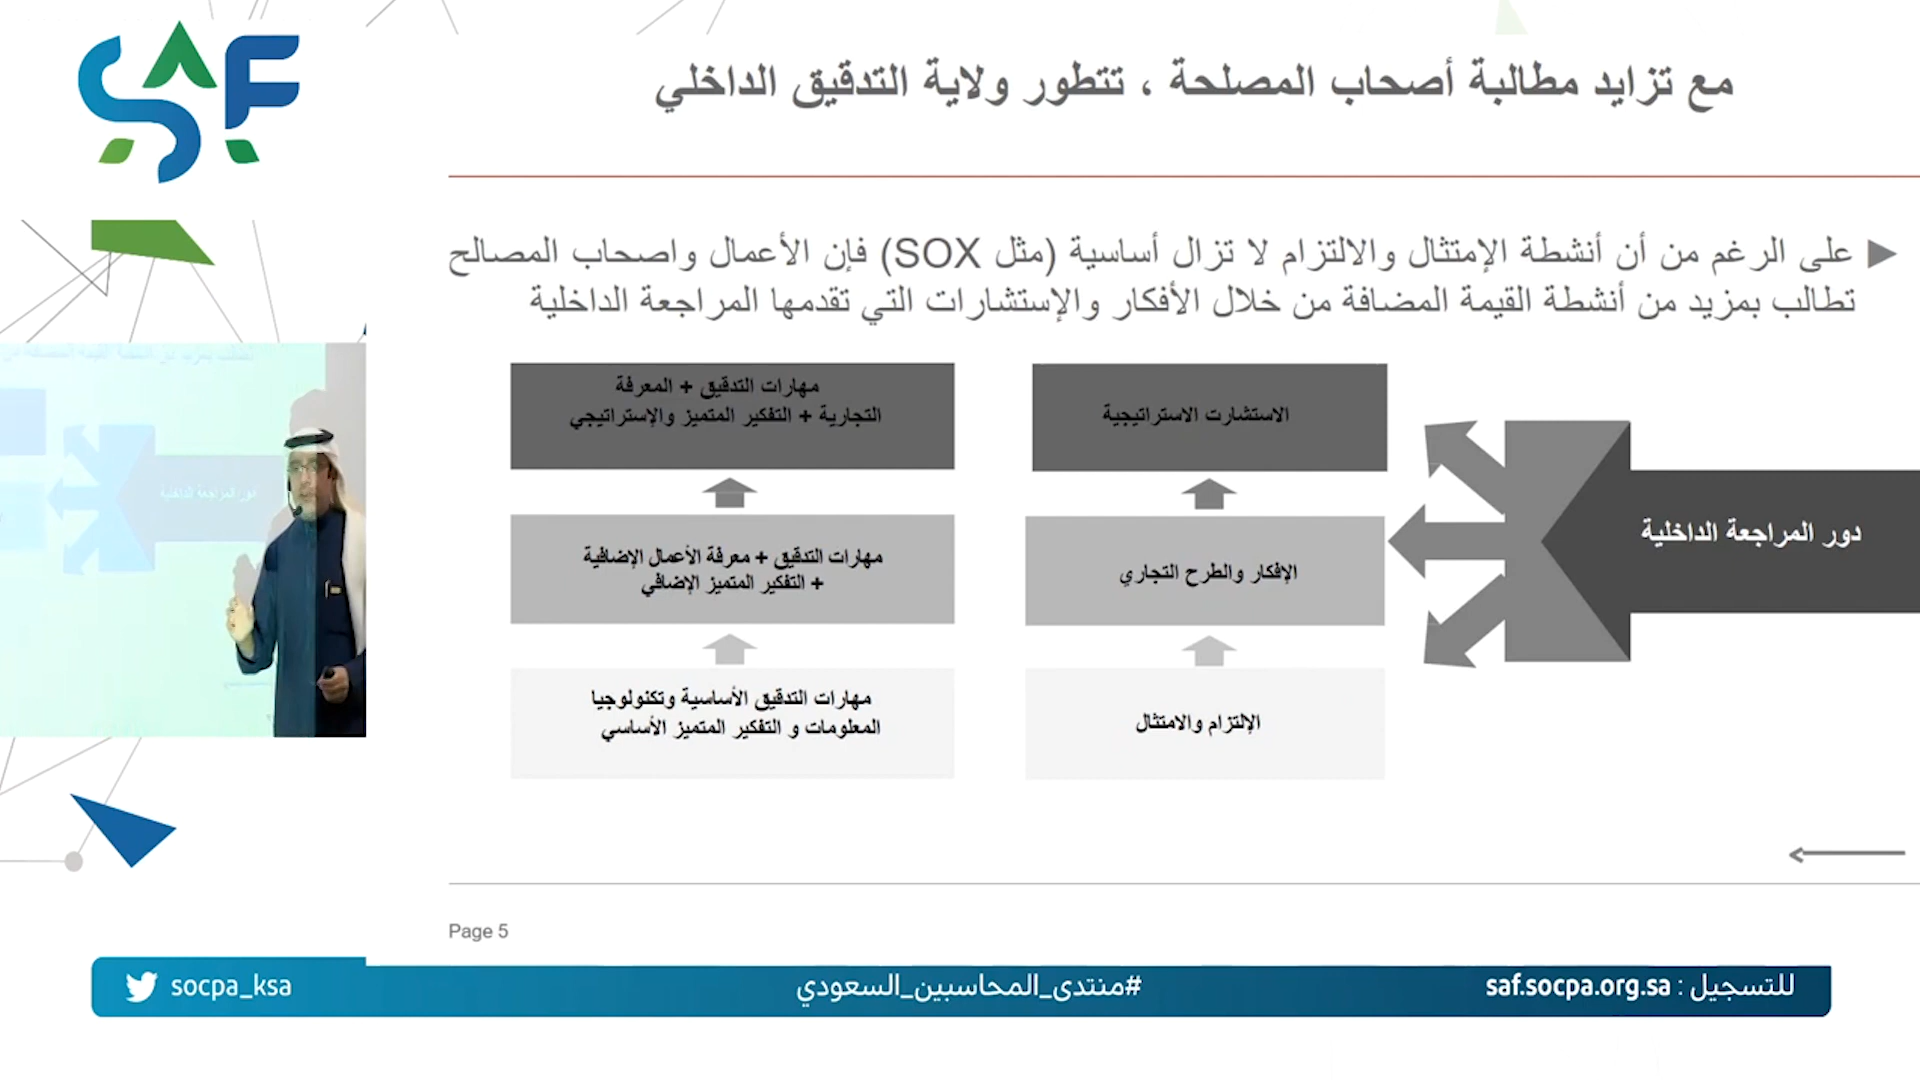 SAF
مع تزايد مطالبة أصحاب المصلحة ، تتطور ولاية التدقيق الداخلي
على الرغم من أن أنشطة الإمتثال والالتزام لا تزال أساسية (مثل SOX) فإن الأعمال واصحاب المصالح
تطالب بمزيد من أنشطة القيمة المضافة من خلال الأفكار والإستشارات التي تقدمها المراجعة الداخلية
دور المراجعة الداخلية
الاستشارت الاستراتيجية
مهارات التدقيق + المعرفة
التجارية + التفكير المتميز والإستراتيجي
الإفكار والطرح التجاري
مهارات التدقيق + معرفة الأعمال الإضافية
+ التفكير المتميز الإضافي
الإلتزام والامتثال
مهارات التدقيق الأساسية وتكنولوجيا
المعلومات و التفكير المتميز الأساسي
دور المراجعة الداخلية
Page 5
للتسجيل : saf.socpa.org.sa
#منتدى_المحاسبين_السعودي
socpa_ksa